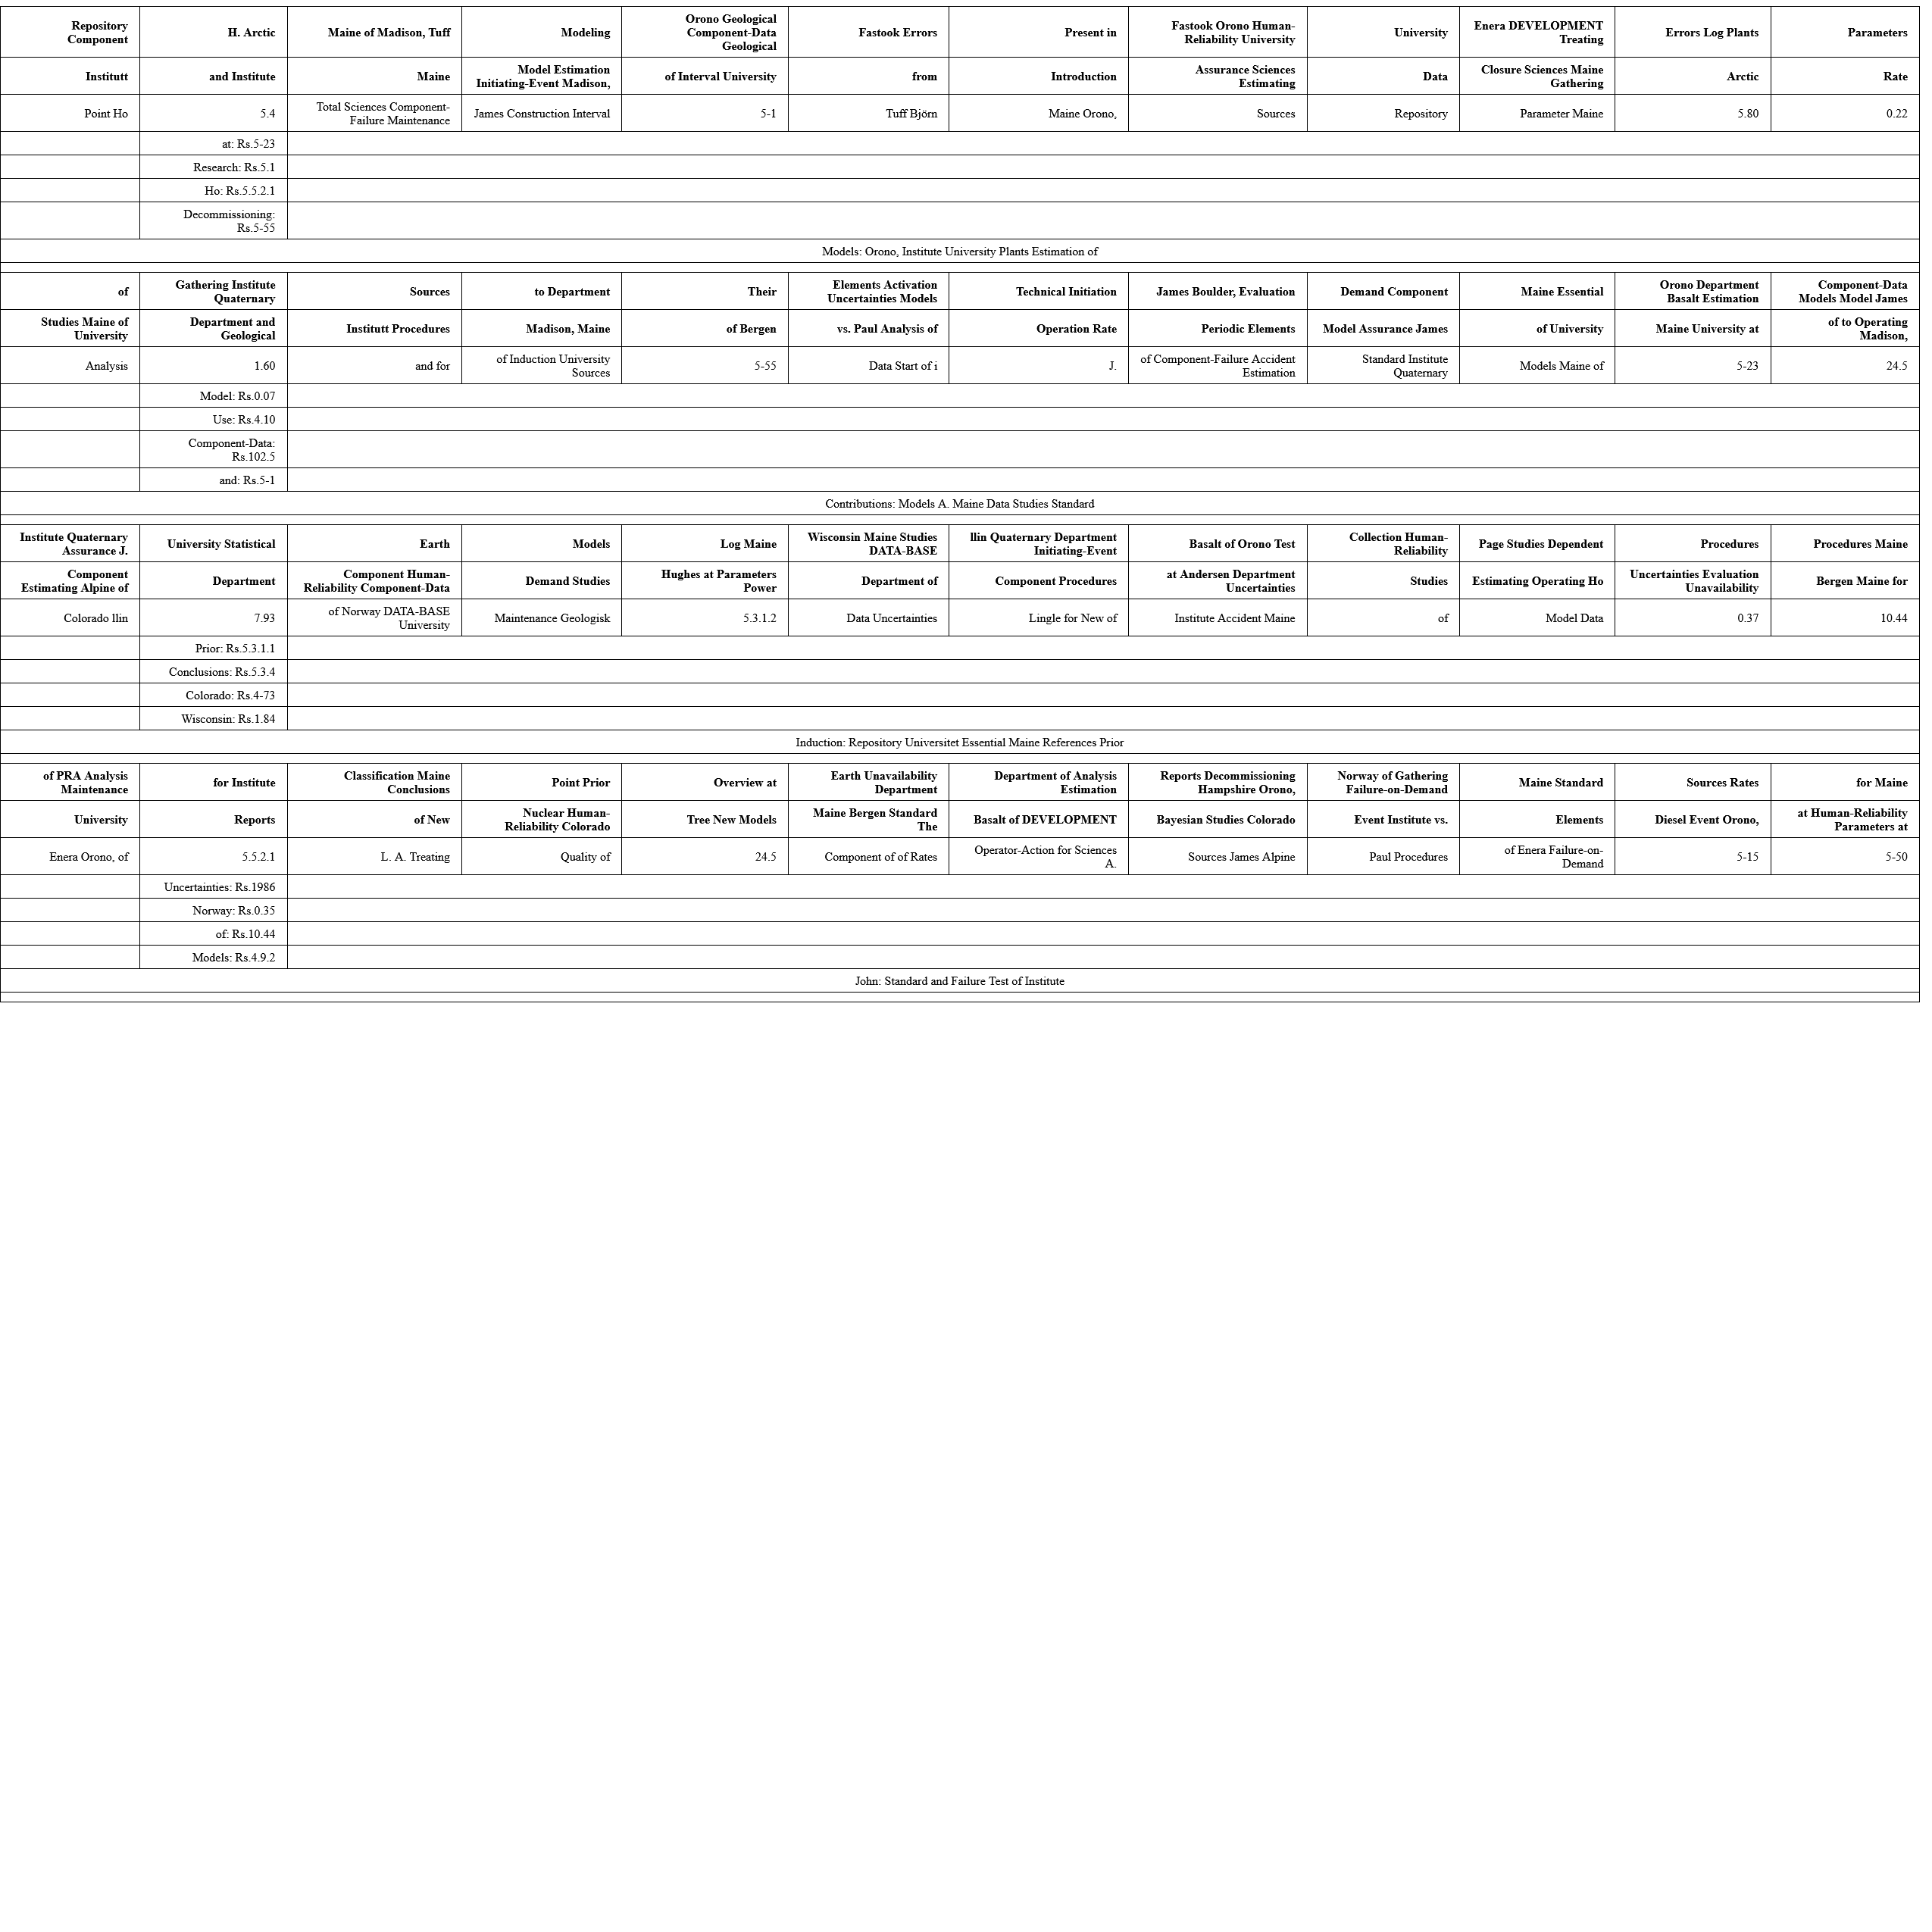 Repository Component H. Arctic Maine of Madison, Tuff Modeling Orono Geological Component-Data Geological Fastook Errors Present in Fastook Orono Human-Reliability University University Enera DEVELOPMENT Treating Errors Log Plants Parameters
Institutt and Institute Maine Model Estimation Initiating-Event Madison, of Interval University from Introduction Assurance Sciences Estimating Data Closure Sciences Maine Gathering Arctic Rate
Point Ho 5.4 Total Sciences Component-Failure Maintenance James Construction Interval 5-1 Tuff Björn Maine Orono, Sources Repository Parameter Maine 5.80 0.22
at: Rs.5-23
Research: Rs.5.1
Ho: Rs.5.5.2.1
Decommissioning: Rs.5-55
Models: Orono, Institute University Plants Estimation of
of Gathering Institute Quaternary Sources to Department Their Elements Activation Uncertainties Models Technical Initiation James Boulder, Evaluation Demand Component Maine Essential Orono Department Basalt Estimation Component-Data Models Model James
Studies Maine of University Department and Geological Institutt Procedures Madison, Maine of Bergen vs. Paul Analysis of Operation Rate Periodic Elements Model Assurance James of University Maine University at of to Operating Madison,
Analysis 1.60 and for of Induction University Sources 5-55 Data Start of i J. of Component-Failure Accident Estimation Standard Institute Quaternary Models Maine of 5-23 24.5
Model: Rs.0.07
Use: Rs.4.10
Component-Data: Rs.102.5
and: Rs.5-1
Contributions: Models A. Maine Data Studies Standard
Institute Quaternary Assurance J. University Statistical Earth Models Log Maine Wisconsin Maine Studies DATA-BASE llin Quaternary Department Initiating-Event Basalt of Orono Test Collection Human-Reliability Page Studies Dependent Procedures Procedures Maine
Component Estimating Alpine of Department Component Human-Reliability Component-Data Demand Studies Hughes at Parameters Power Department of Component Procedures at Andersen Department Uncertainties Studies Estimating Operating Ho Uncertainties Evaluation Unavailability Bergen Maine for
Colorado llin 7.93 of Norway DATA-BASE University Maintenance Geologisk 5.3.1.2 Data Uncertainties Lingle for New of Institute Accident Maine of Model Data 0.37 10.44
Prior: Rs.5.3.1.1
Conclusions: Rs.5.3.4
Colorado: Rs.4-73
Wisconsin: Rs.1.84
Induction: Repository Universitet Essential Maine References Prior
of PRA Analysis Maintenance for Institute Classification Maine Conclusions Point Prior Overview at Earth Unavailability Department Department of Analysis Estimation Reports Decommissioning Hampshire Orono, Norway of Gathering Failure-on-Demand Maine Standard Sources Rates for Maine
University Reports of New Nuclear Human-Reliability Colorado Tree New Models Maine Bergen Standard The Basalt of DEVELOPMENT Bayesian Studies Colorado Event Institute vs. Elements Diesel Event Orono, at Human-Reliability Parameters at
Enera Orono, of 5.5.2.1 L. A. Treating Quality of 24.5 Component of of Rates Operator-Action for Sciences A. Sources James Alpine Paul Procedures of Enera Failure-on-Demand 5-15 5-50
Uncertainties: Rs.1986
Norway: Rs.0.35
of: Rs.10.44
Models: Rs.4.9.2
John: Standard and Failure Test of Institute